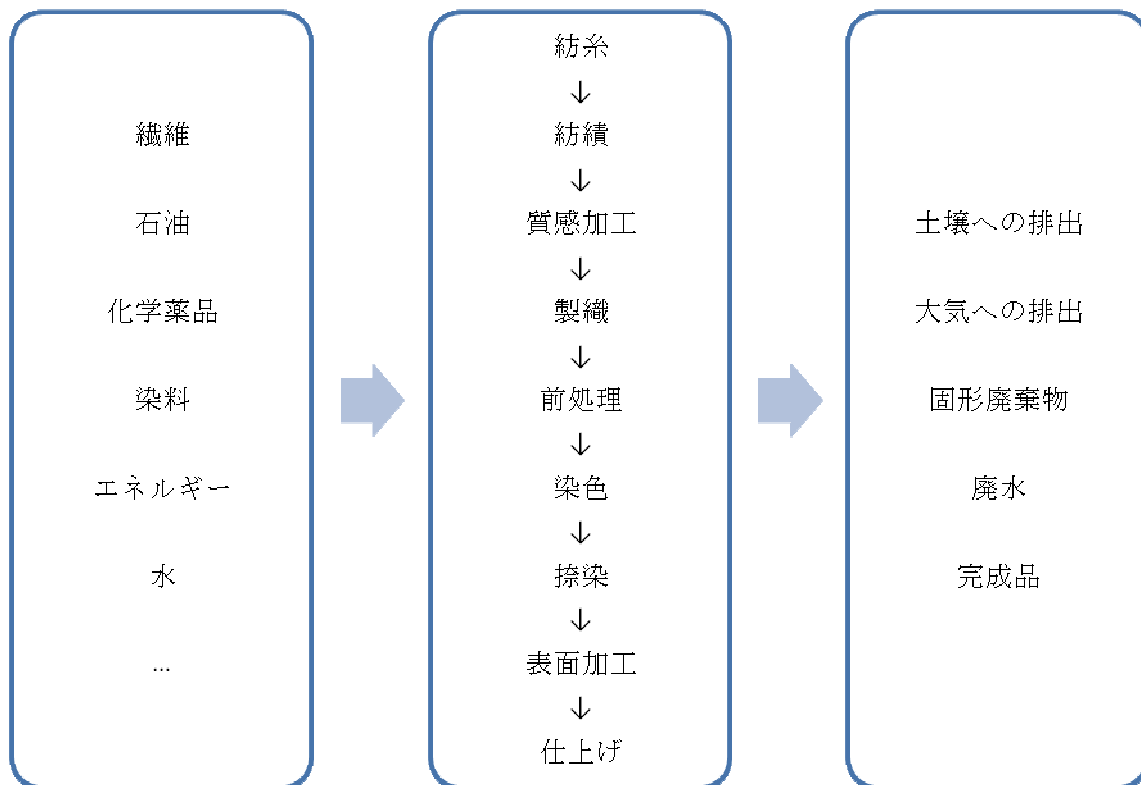 繊維
石油
化学薬品
染料
エネルギー
水
...
紡糸
↓
紡績
↓
質感加工
↓
製織
↓
前処理
↓
染色
↓
捺染
↓
表面加工
↓
仕上げ
土壌への排出
大気への排出
固形廃棄物
廃水
完成品